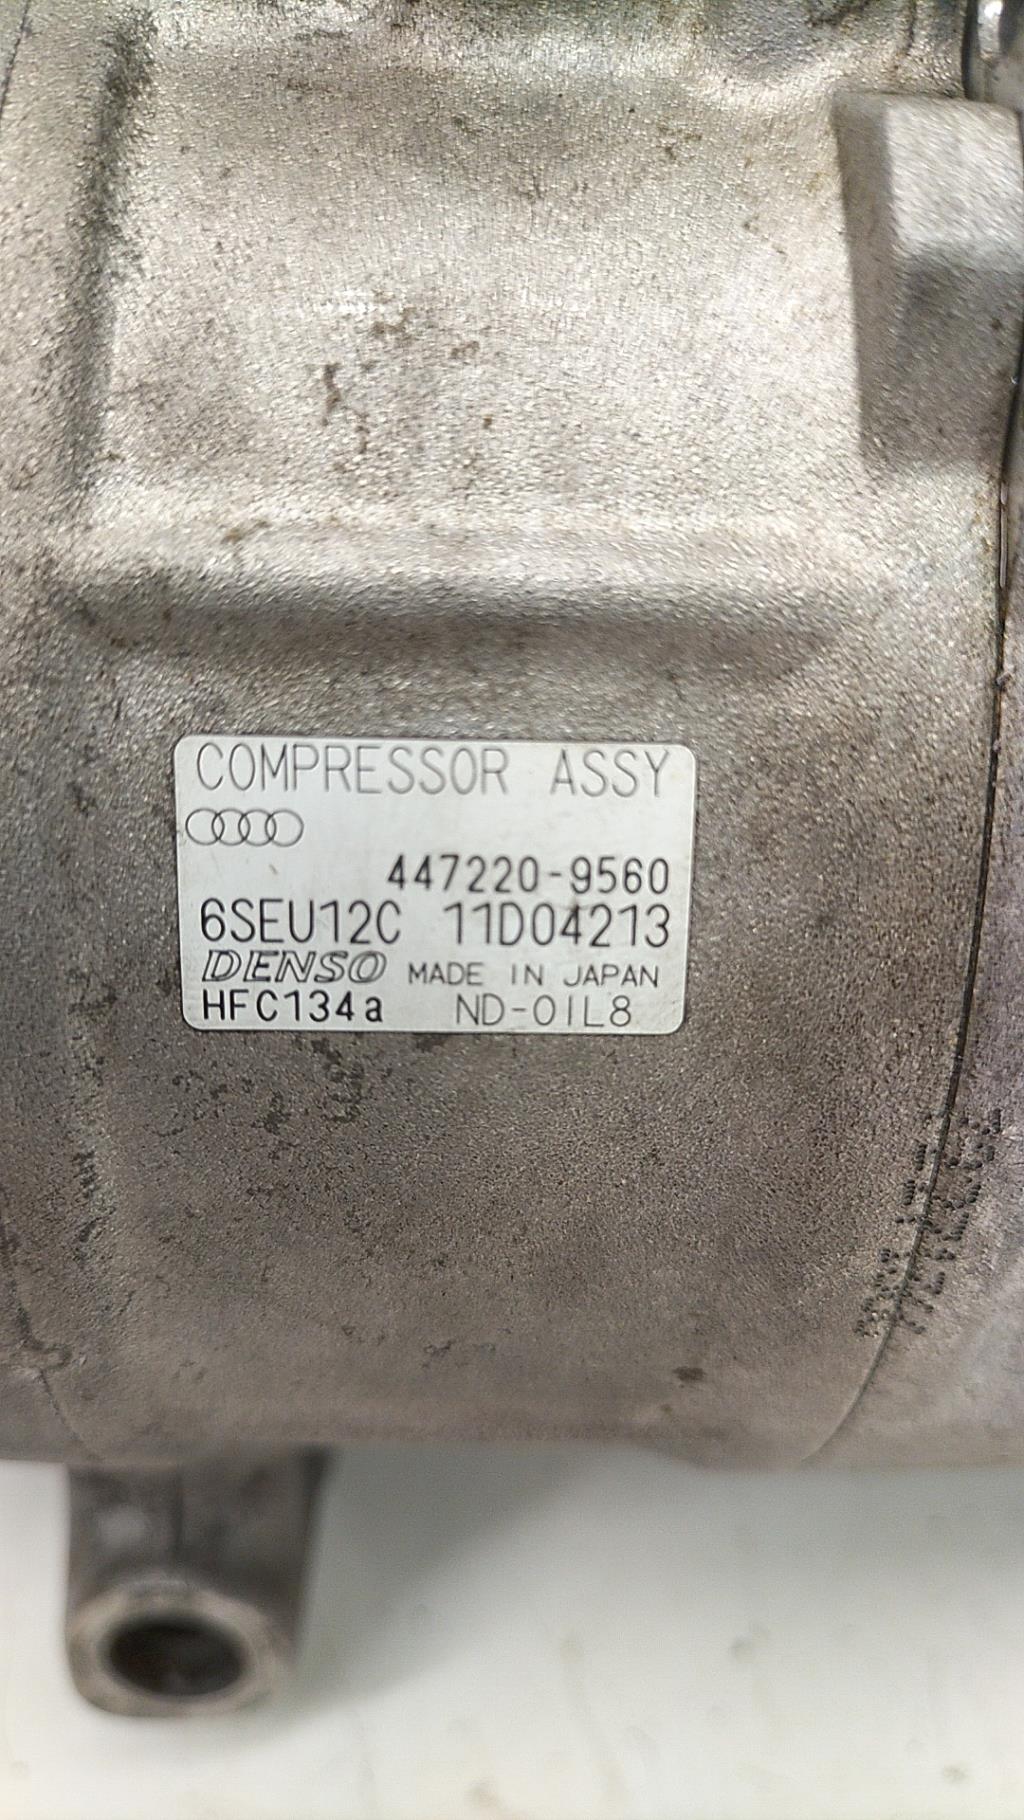 COMPRESSOR ASSY
447220-9560
6SEU12C 11D04213
DENSO MADE IN JAPAN
HFC134a ND-OIL8